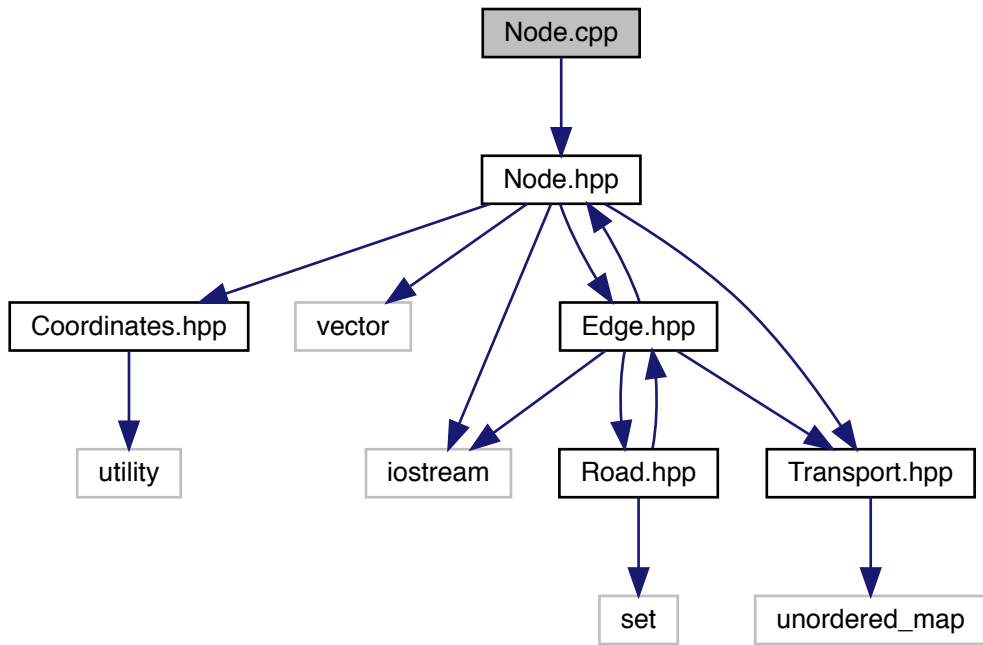 Node.cpp
Node.hpp
Coordinates.hpp
vector
Edge.hpp
utility
iostream
Road.hpp
Transport.hpp
set
unordered_map